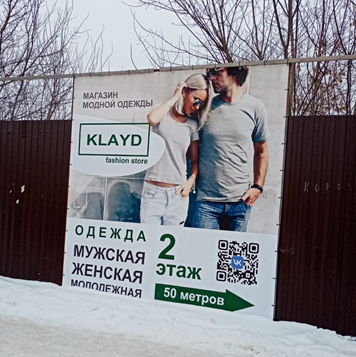 МАГАЗИН
МОДНОЙ ОДЕЖДЫ
KLAYD
fashion store
ОДЕЖДА
МУЖСКАЯ
ЖЕНСКАЯ
МОЛОДЕЖНАЯ
2
этаж
50 метров